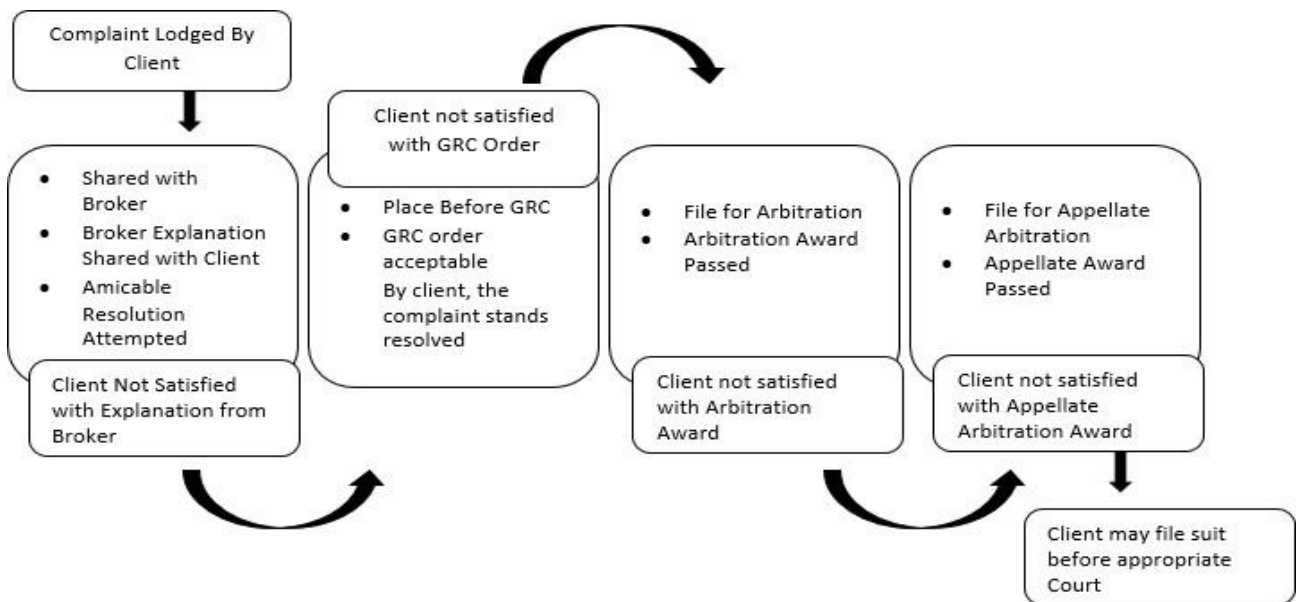 Complaint Lodged By
Client
● Shared with
Broker
● Broker Explanation
Shared with Client
● Amicable
Resolution
Attempted
Client Not Satisfied
with Explanation from
Broker
Client not satisfied
with GRC Order
● Place Before GRC
● GRC order
acceptable
By client, the
complaint stands
resolved
● File for Arbitration
● Arbitration Award
Passed
Client not satisfied
with Arbitration
Award
● File for Appellate
Arbitration
● Appellate Award
Passed
Client not satisfied
with Appellate
Arbitration Award
Client may file suit
before appropriate
Court